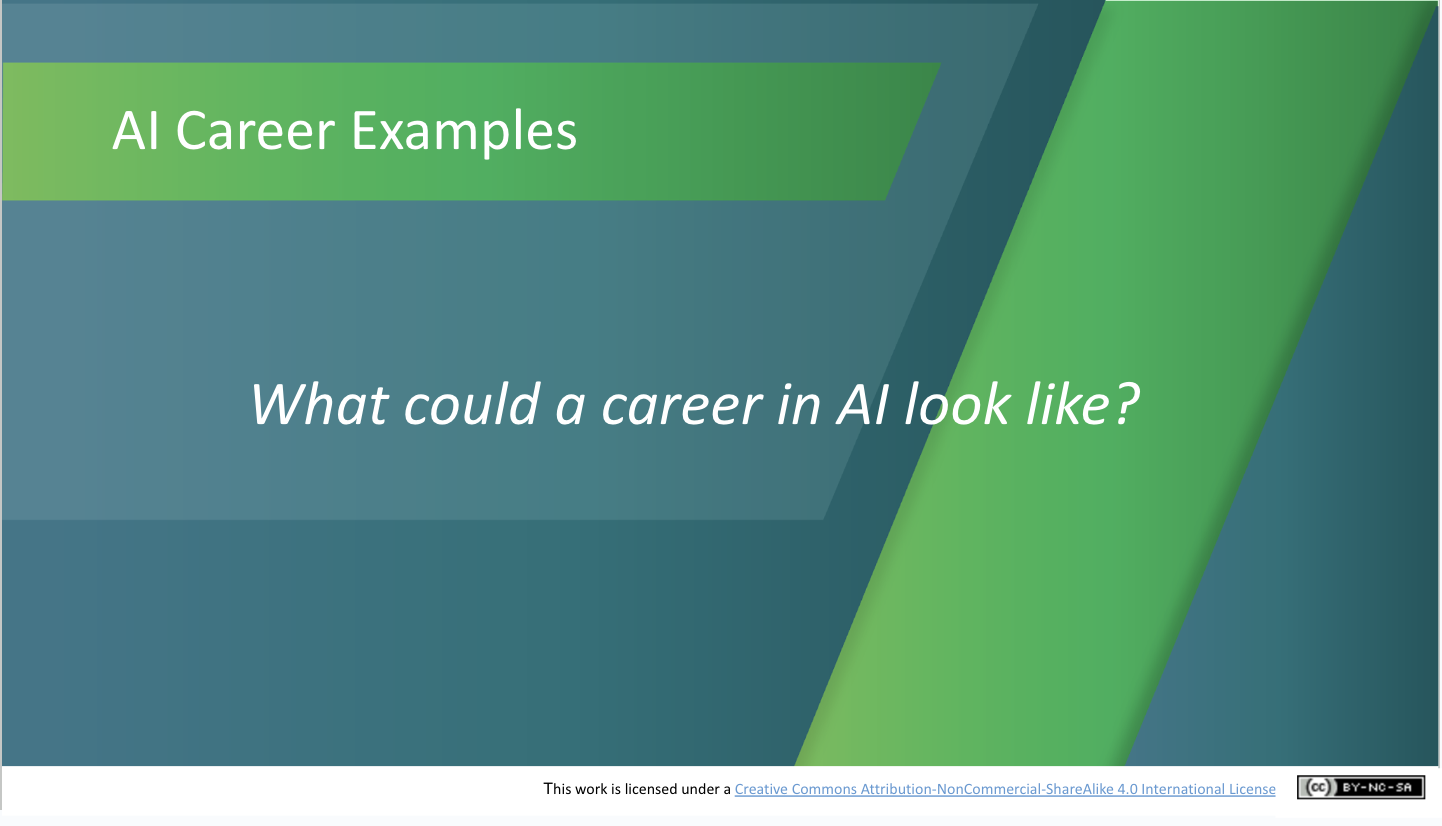 AI Career Examples
What could a career in AI look like?
This work is licensed under a Creative Commons Attribution-NonCommercial-ShareAlike 4.0 International License
cc BY-NC-SA